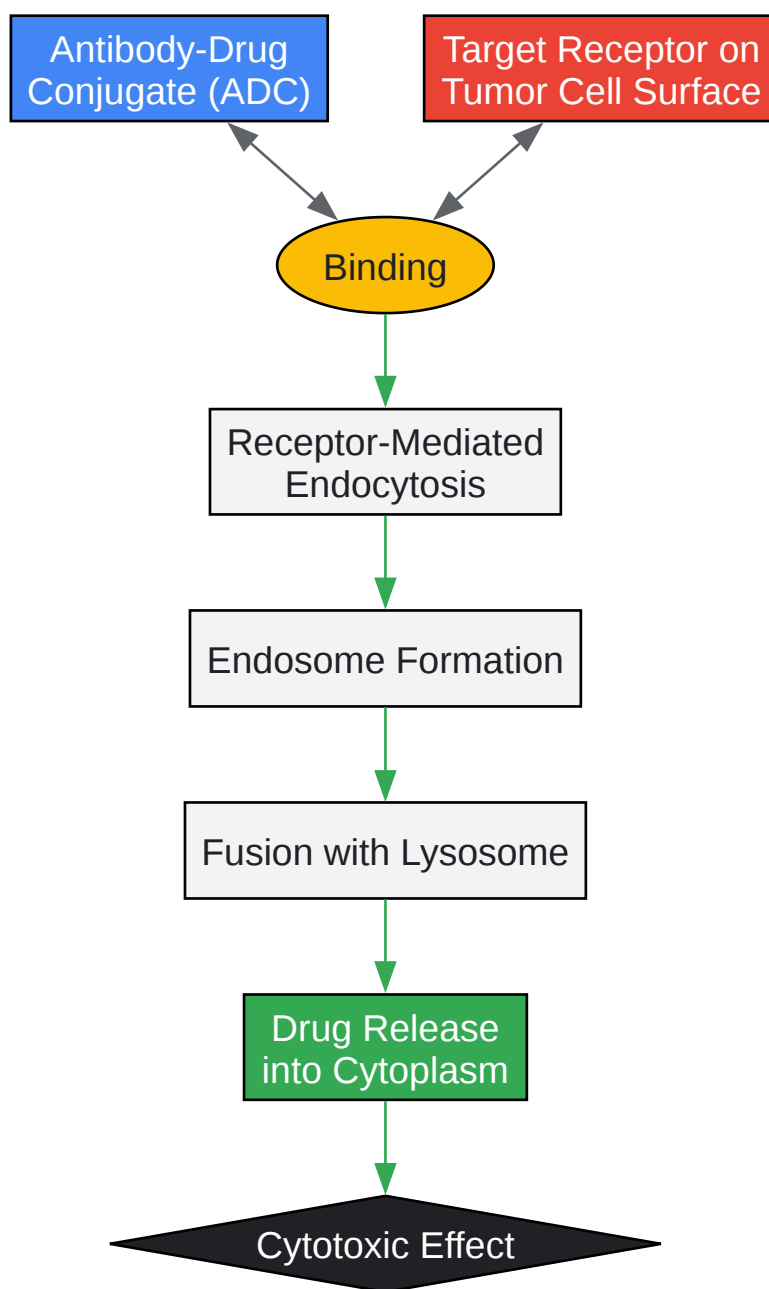 Antibody-Drug
Conjugate (ADC)
Target Receptor on
Tumor Cell Surface
Binding
Receptor-Mediated
Endocytosis
Endosome Formation
Fusion with Lysosome
Drug Release
into Cytoplasm
Cytotoxic Effect